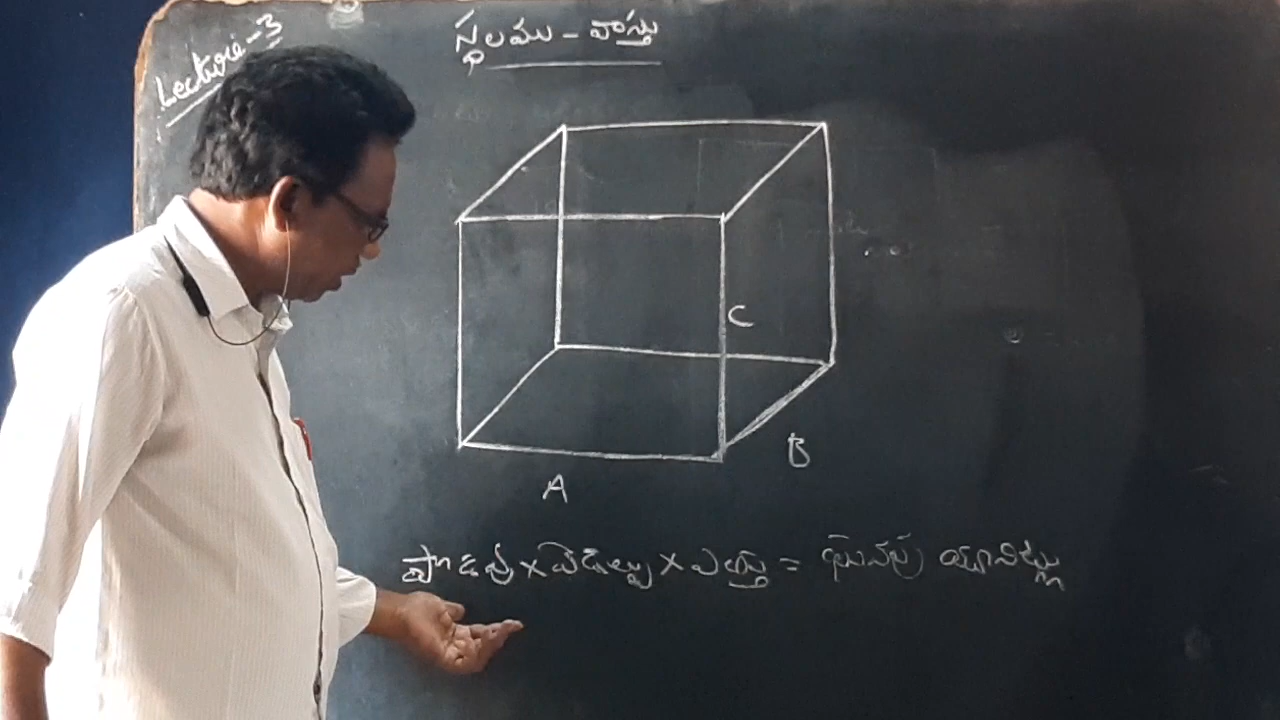 Lecture-3
స్థలము - వాస్తు
C
B
A
పొడవు × వెడల్పు × ఎత్తు = ఘనపు యూనిట్లు